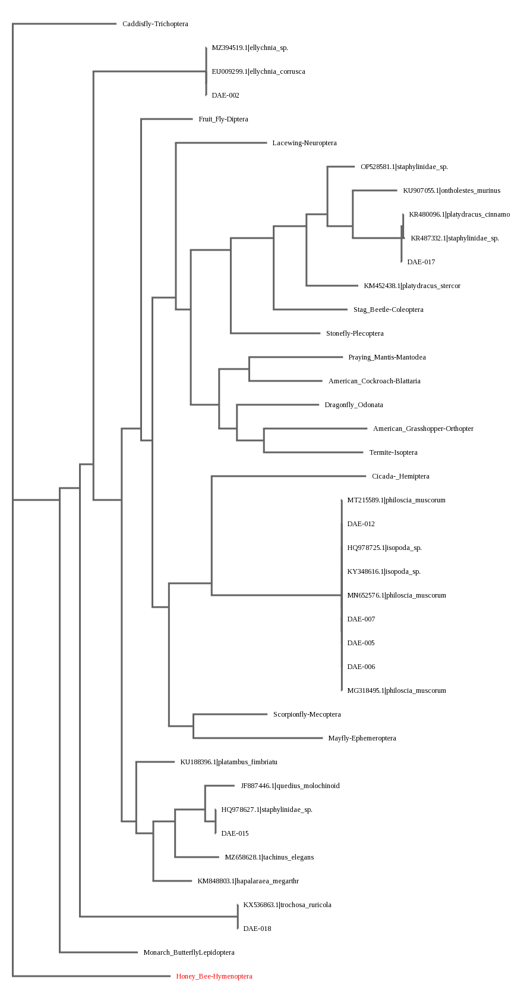 Caddisfly-Trichoptera
MZ394519.1|ellychnia_sp.
EU009299.1|ellychnia_corrusca
DAE-002
Fruit_Fly-Diptera
Lacewing-Neuroptera
OP528581.1|staphylinidae_sp.
KU907055.1|ontholestes_murinus
KR480096.1|platydracus_cinnamo
KR487332.1|staphylinidae_sp.
DAE-017
KM452438.1|platydracus_stercor
Stag_Beetle-Coleoptera
Stonefly-Plecoptera
Praying_Mantis-Mantodea
American_Cockroach-Blattaria
Dragonfly_Odonata
American_Grasshopper-Orthopter
Termite-Isoptera
Cicada-_Hemiptera
MT215589.1|philoscia_muscorum
DAE-012
HQ978725.1|isopoda_sp.
KY348616.1|isopoda_sp.
MN652576.1|philoscia_muscorum
DAE-007
DAE-005
DAE-006
MG318495.1|philoscia_muscorum
Scorpionfly-Mecoptera
Mayfly-Ephemeroptera
KU188396.1|platambus_fimbriatu
JF887446.1|quedius_molochinoid
HQ978627.1|staphylinidae_sp.
DAE-015
MZ658628.1|tachinus_elegans
KM848803.1|hapalaraea_megarthr
KX536863.1|trochosa_ruricola
DAE-018
Monarch_ButterflyLepidoptera
Honey_Bee-Hymenoptera